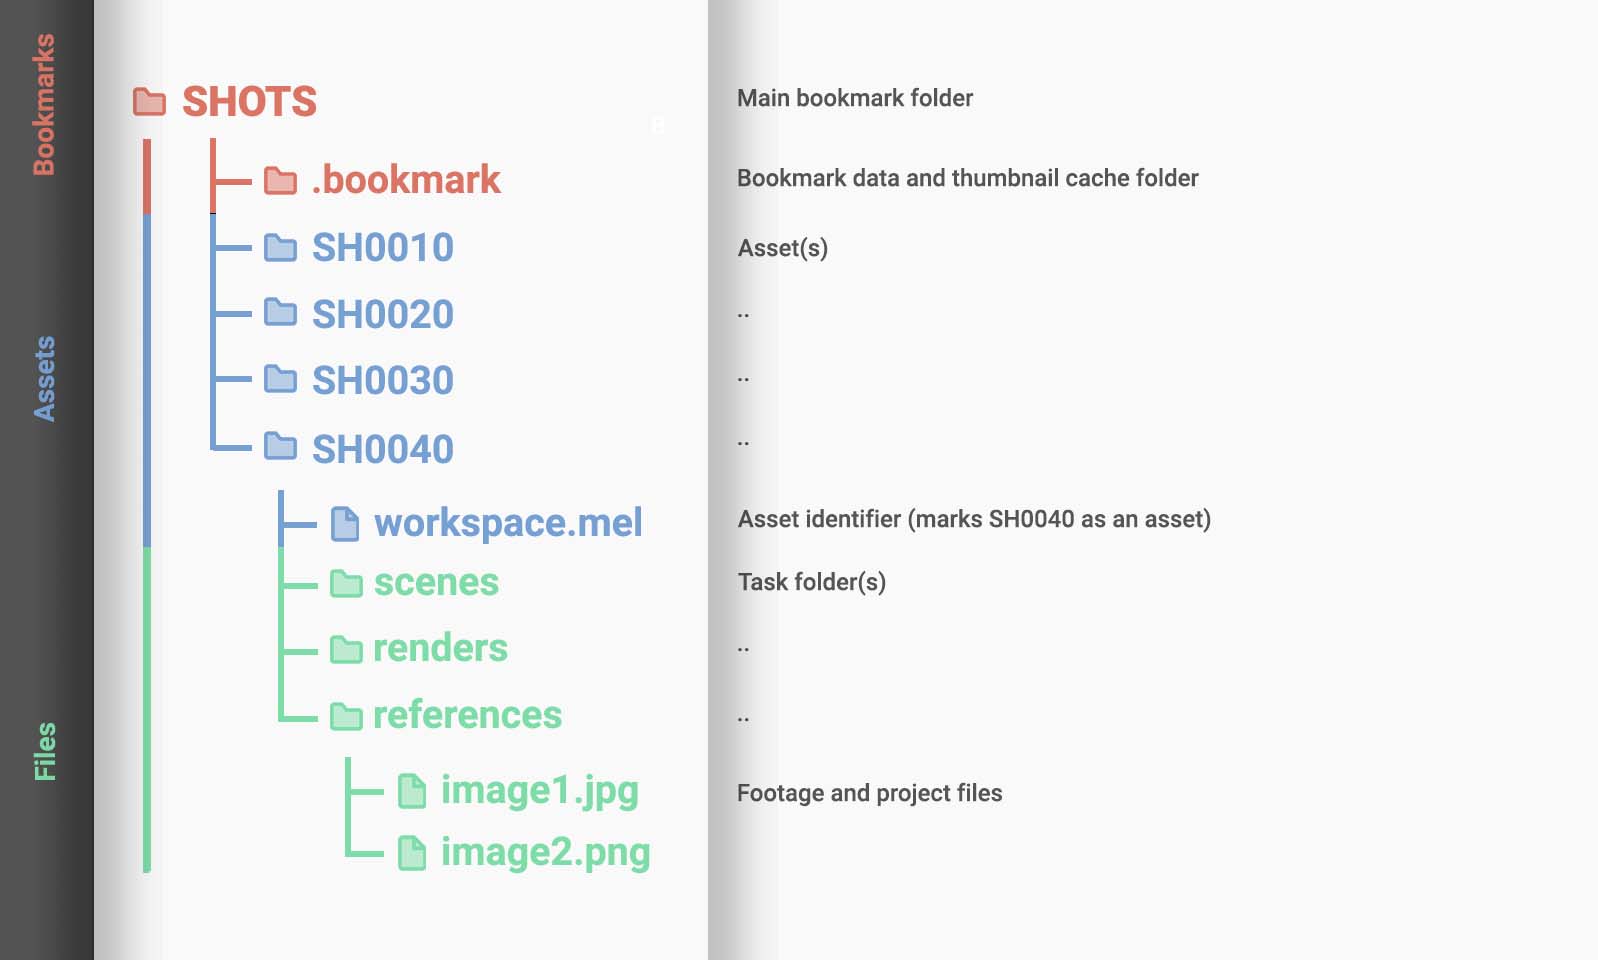 Bookmarks
SHOTS Main bookmark folder
B
.bookmark Bookmark data and thumbnail cache folder
SH0010 Asset(s)
SH0020 ..
Assets
SH0030 ..
SH0040 ..
workspace.mel Asset identifier (marks SH0040 as an asset)
scenes Task folder(s)
renders ..
references ..
Files
image1.jpg Footage and project files
image2.png